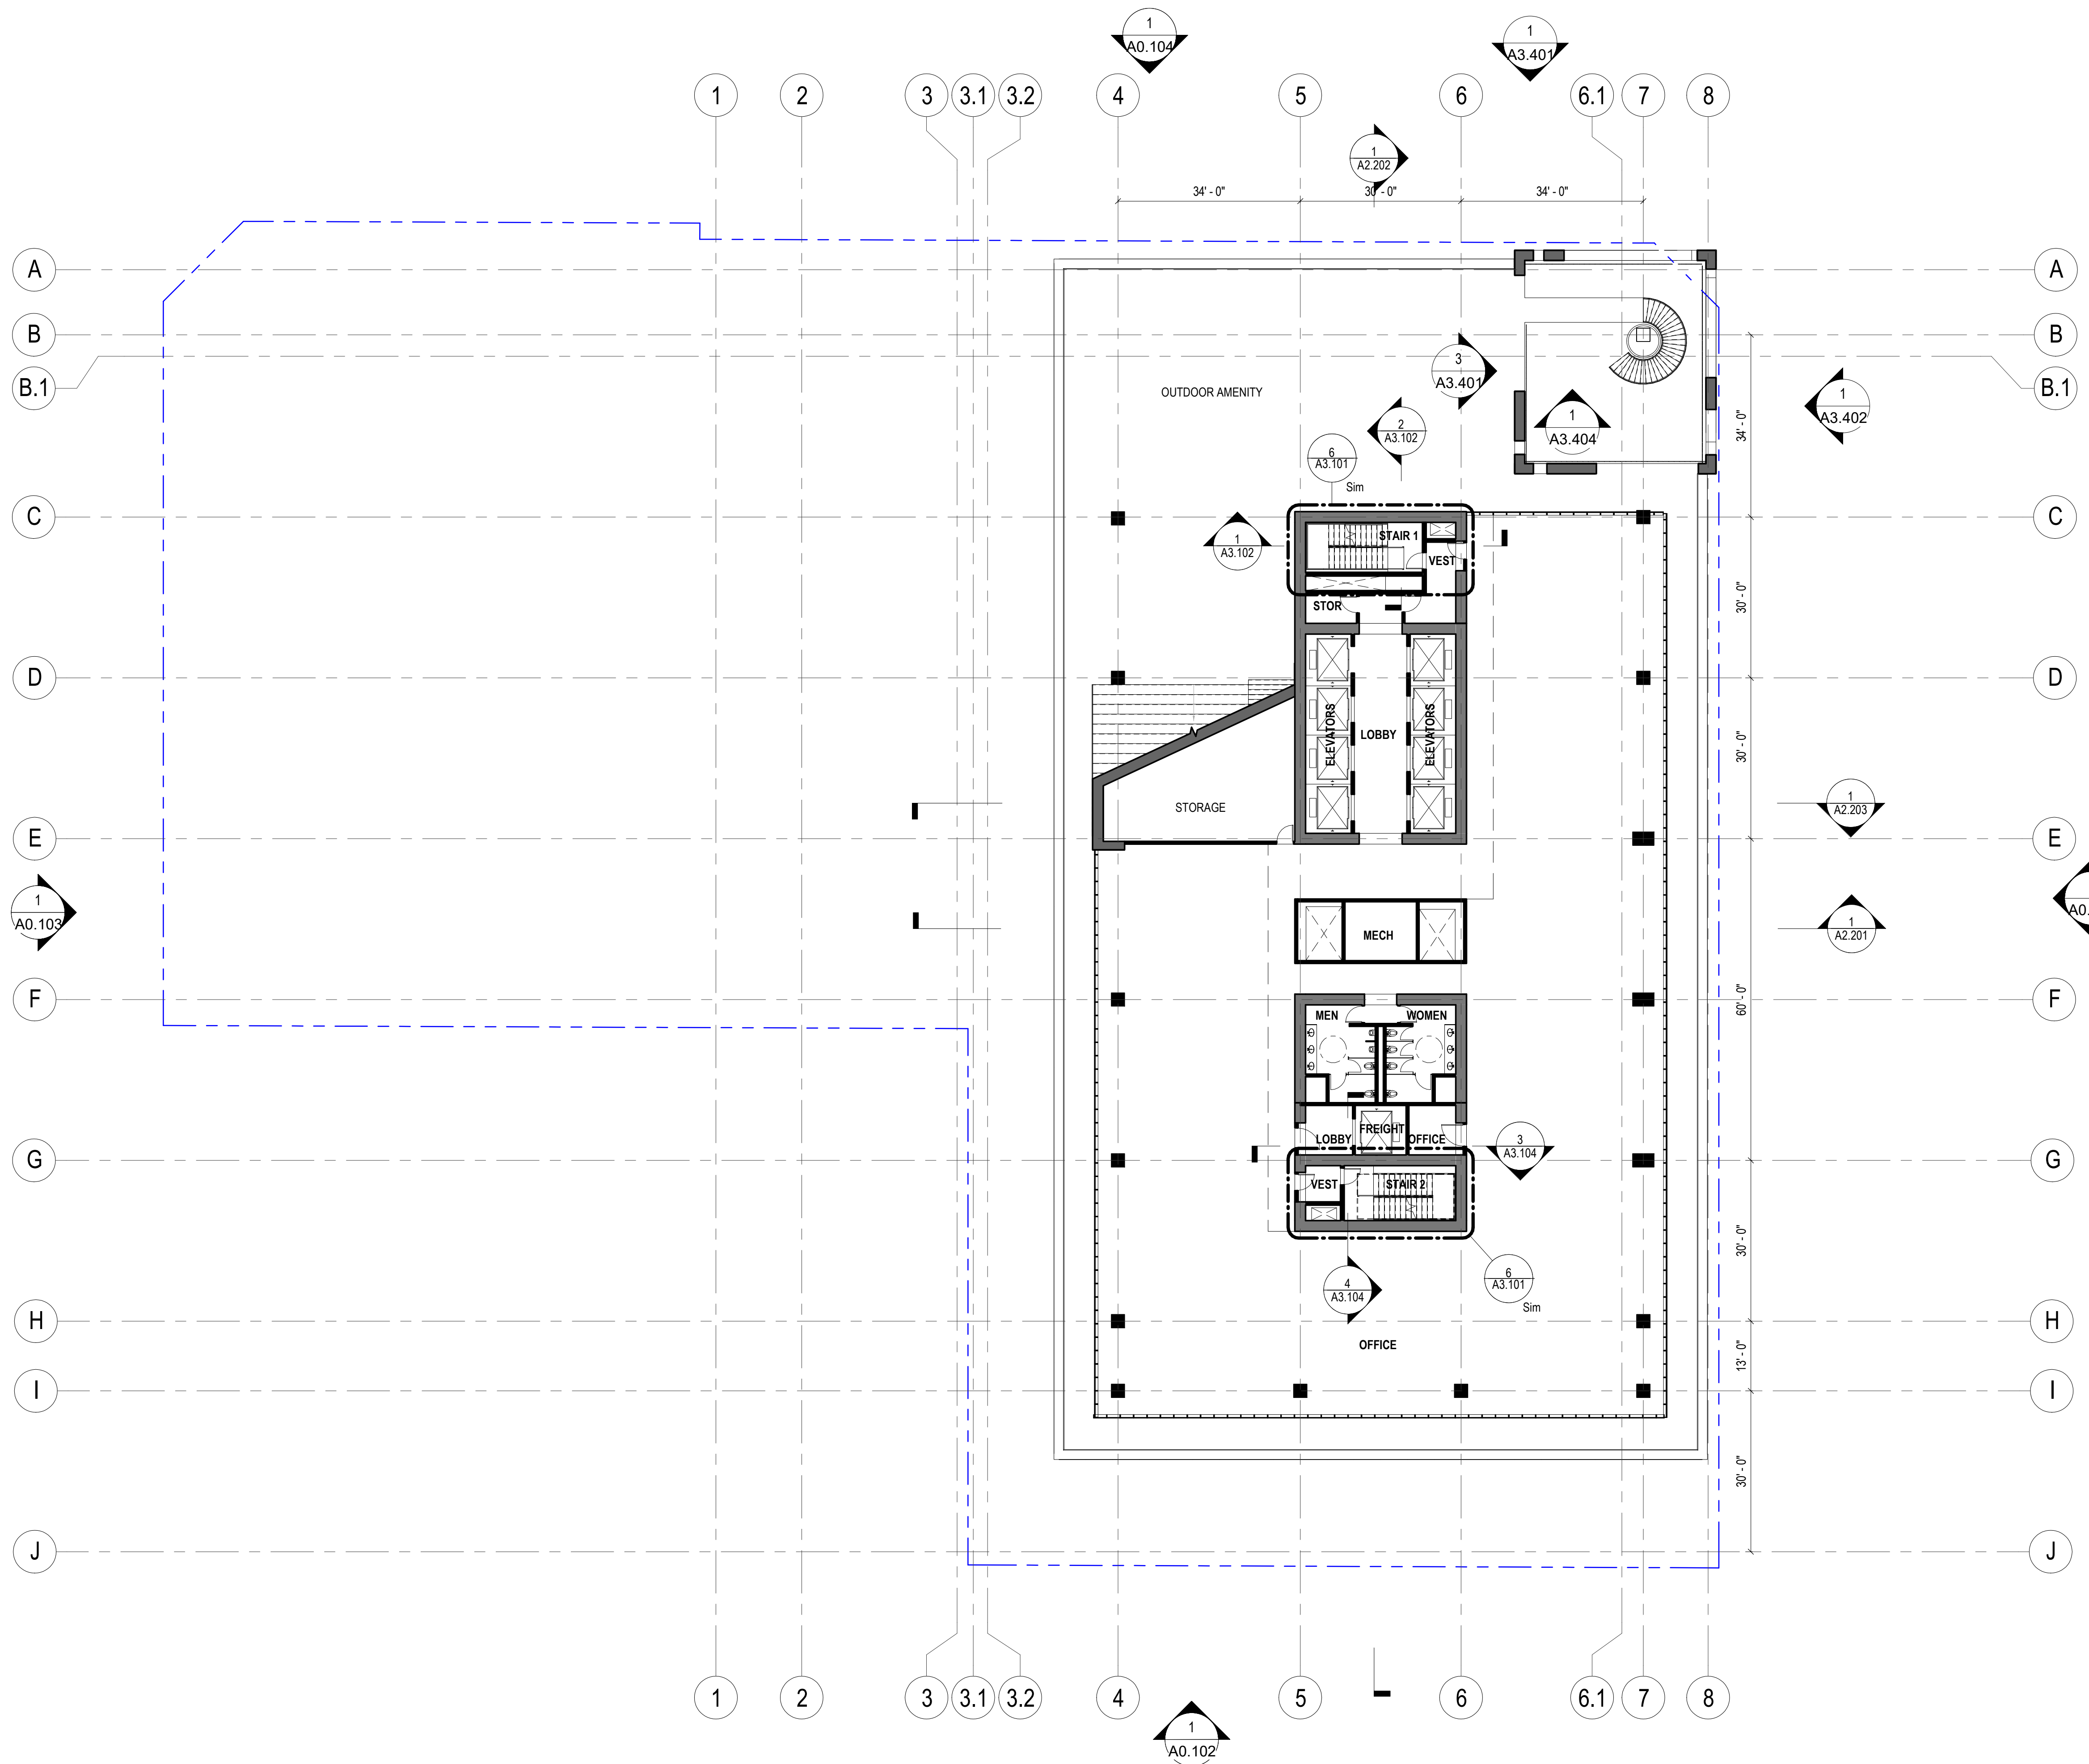 1
A0.104
1
A3.401
1
2
3
3.1
3.2
4
5
6
6.1
7
8
1
A2.202
34' - 0"
30' - 0"
34' - 0"
A
A
B
B
B.1
B.1
3
A3.401
OUTDOOR AMENITY
1
A3.402
1
A3.404
34' - 0"
2
A3.102
6
A3.101
Sim
C
C
1
A3.102
STAIR 1
VEST
STOR
30' - 0"
D
D
ELEVATORS
LOBBY
ELEVATORS
30' - 0"
STORAGE
1
A2.203
E
E
1
A0.103
A0.
MECH
1
A2.201
F
F
60' - 0"
MEN
WOMEN
LOBBY
FREIGHT
OFFICE
3
A3.104
G
G
VEST
STAIR 2
30' - 0"
4
A3.104
6
A3.101
Sim
H
H
OFFICE
13' - 0"
I
I
30' - 0"
J
J
1
2
3
3.1
3.2
4
5
6
6.1
7
8
1
A0.102